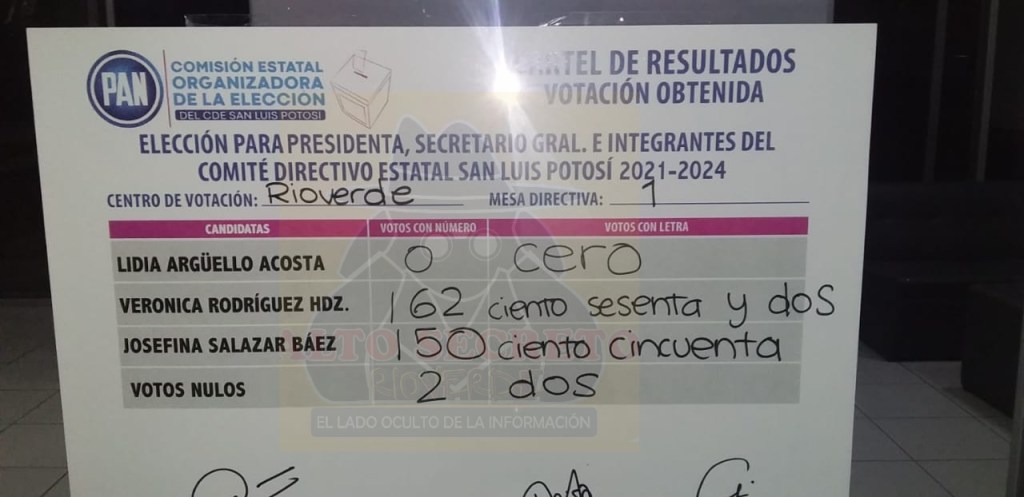 PAN
COMISIÓN ESTATAL
ORGANIZADORA
DE LA ELECCIÓN
DEL CDE SAN LUIS POTOSÍ
CARTEL DE RESULTADOS
VOTACIÓN OBTENIDA
ELECCIÓN PARA PRESIDENTA, SECRETARIO GRAL. E INTEGRANTES DEL
COMITÉ DIRECTIVO ESTATAL SAN LUIS POTOSÍ 2021-2024
CENTRO DE VOTACIÓN: Rioverde MESA DIRECTIVA: 1
CANDIDATAS VOTOS CON NÚMERO VOTOS CON LETRA
LIDIA ARGÜELLO ACOSTA 0 cero
VERONICA RODRÍGUEZ HDZ. 162 ciento sesenta y dos
JOSEFINA SALAZAR BÁEZ 150 ciento cincuenta
VOTOS NULOS 2 dos
EL LADO OCULTO DE LA INFORMACIÓN